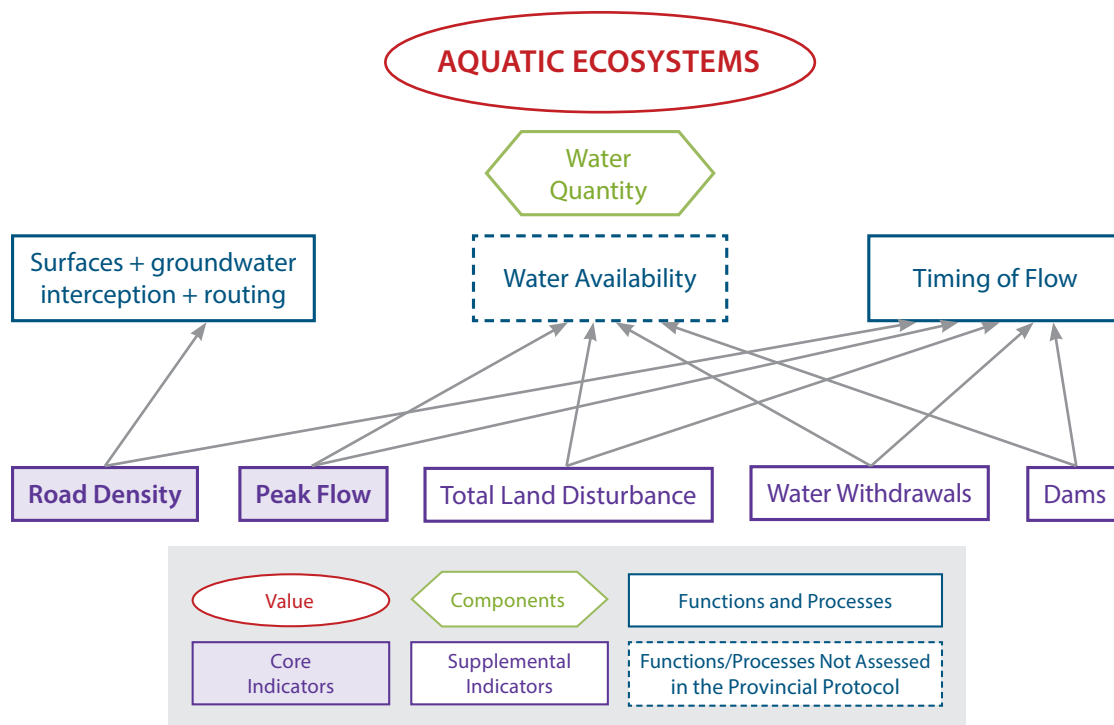 AQUATIC ECOSYSTEMS
Water
Quantity
Surfaces + groundwater
interception + routing
Water Availability
Timing of Flow
Road Density
Peak Flow
Total Land Disturbance
Water Withdrawals
Dams
Value
Components
Functions and Processes
Core
Indicators
Supplemental
Indicators
Functions/Processes Not Assessed
in the Provincial Protocol